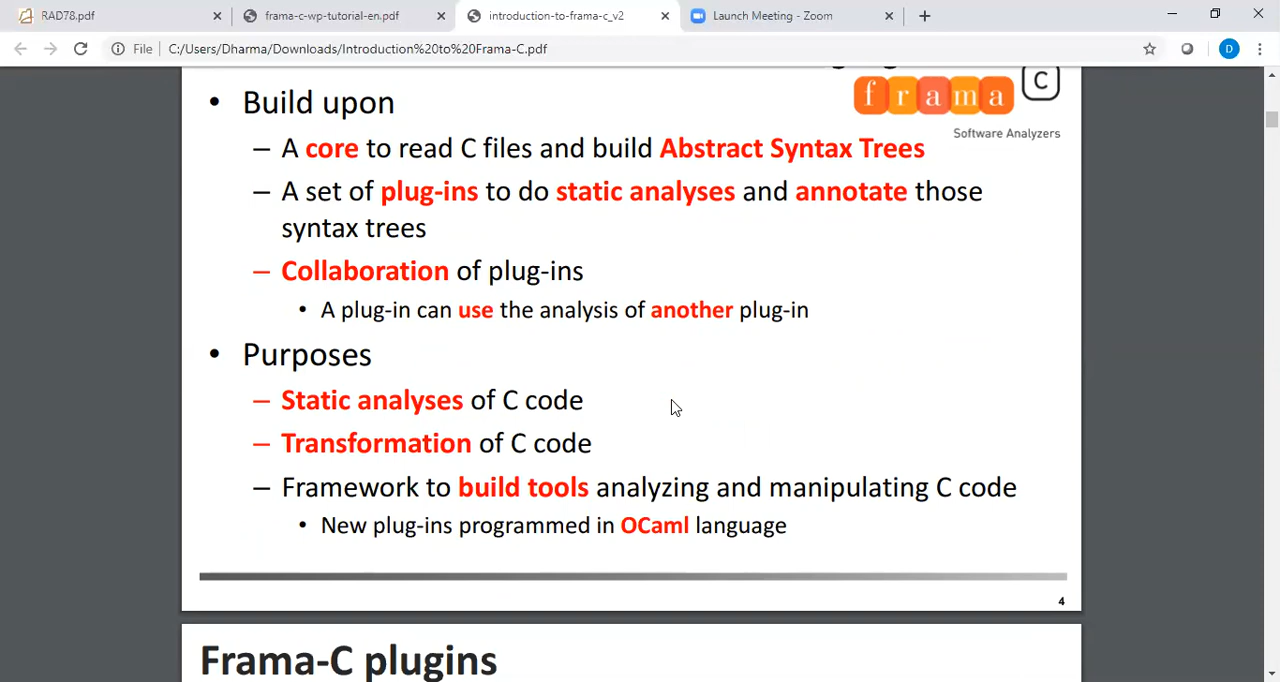 RAD78.pdf
frama-c-wp-tutorial-en.pdf
introduction-to-frama-c_v2
Launch Meeting - Zoom
File
C:/Users/Dharma/Downloads/Introduction%20to%20Frama-C.pdf
D
• Build upon
frama C
Software Analyzers
– A core to read C files and build Abstract Syntax Trees
– A set of plug-ins to do static analyses and annotate those
syntax trees
– Collaboration of plug-ins
• A plug-in can use the analysis of another plug-in
• Purposes
– Static analyses of C code
– Transformation of C code
– Framework to build tools analyzing and manipulating C code
• New plug-ins programmed in OCaml language
4
Frama-C plugins